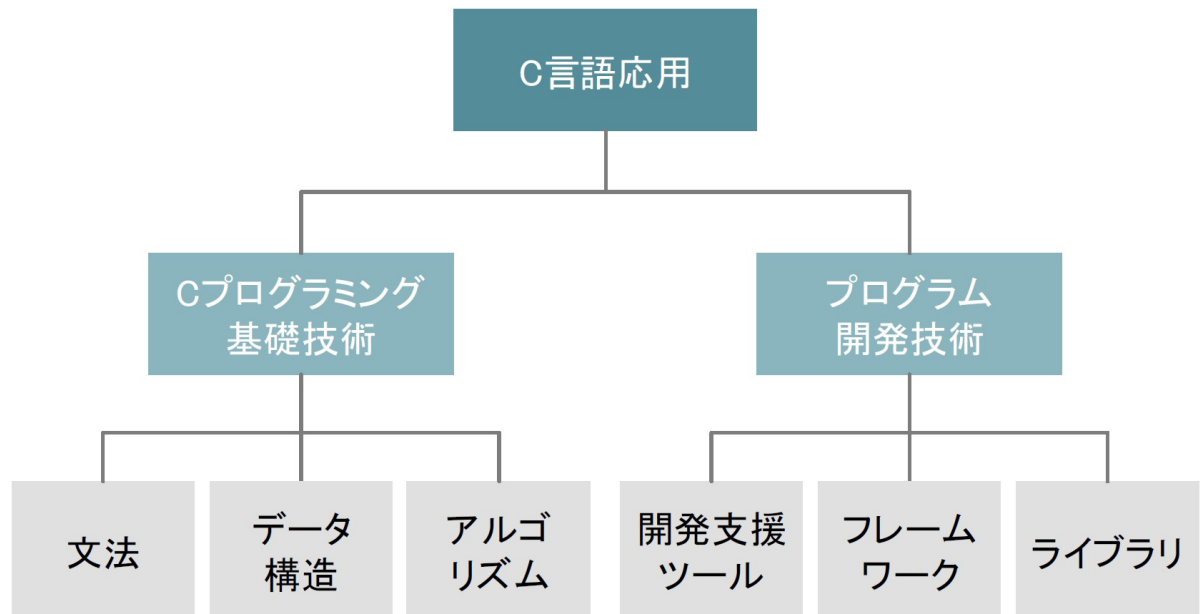 C言語応用
Cプログラミング
基礎技術
プログラム
開発技術
文法
データ
構造
アルゴ
リズム
開発支援
ツール
フレーム
ワーク
ライブラリ